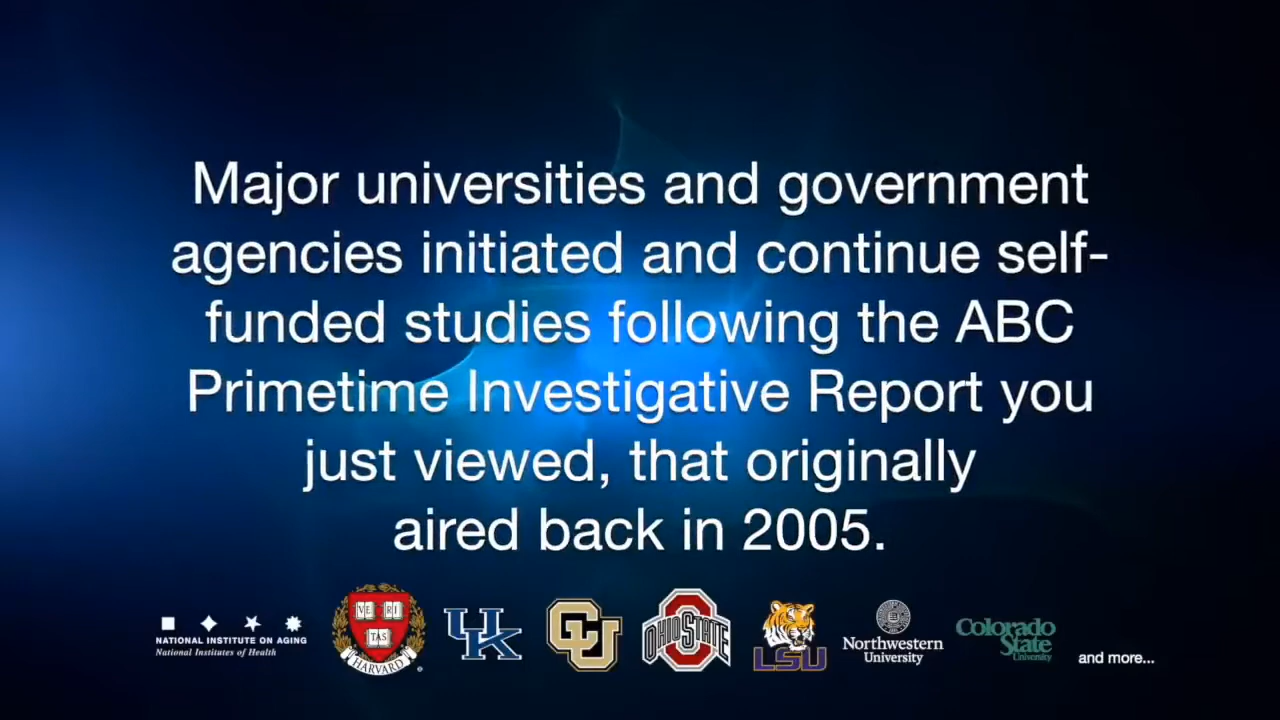 Major universities and government
agencies initiated and continue self-
funded studies following the ABC
Primetime Investigative Report you
just viewed, that originally
aired back in 2005.
NATIONAL INSTITUTE ON AGING
National Institutes of Health
VE RI
TAS
HARVARD
UK
CU
OHIO STATE
LSU
Northwestern
University
Colorado
State
University
and more...